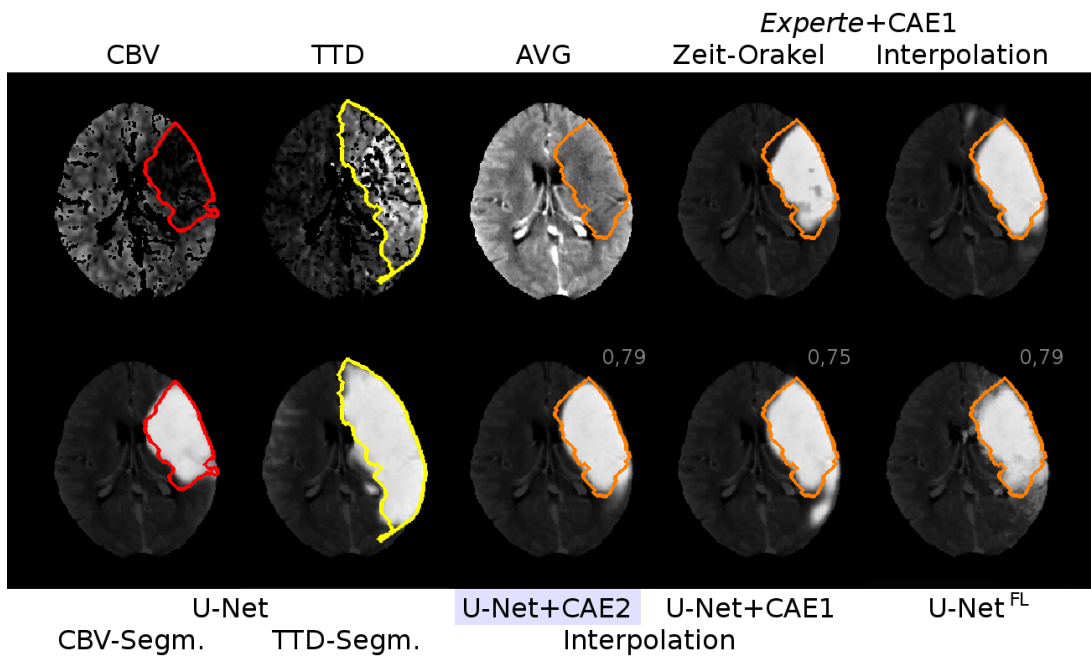 Experte+CAE1
CBV TTD AVG Zeit-Orakel Interpolation
0,79 0,75 0,79
U-Net U-Net+CAE2 U-Net+CAE1 U-Net FL
CBV-Segm. TTD-Segm. Interpolation